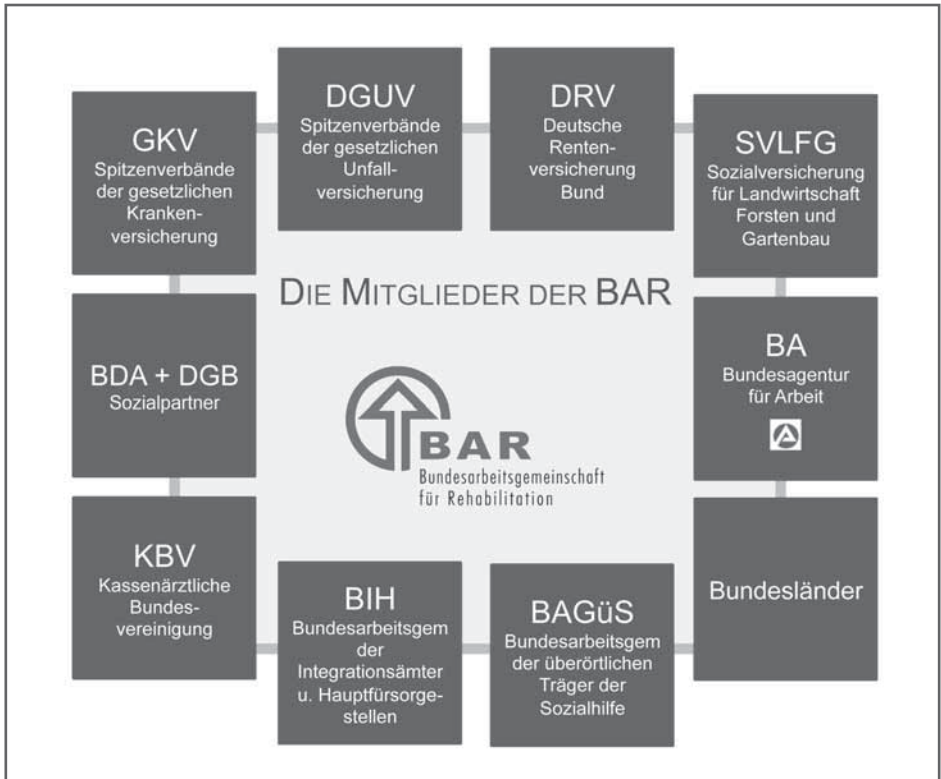 DGUV
Spitzenverbände
der gesetzlichen
Unfall-
versicherung
DRV
Deutsche
Renten-
versicherung
Bund
GKV
Spitzenverbände
der gesetzlichen
Kranken-
versicherung
SVLFG
Sozialversicherung
für Landwirtschaft
Forsten und
Gartenbau
DIE MITGLIEDER DER BAR
BDA + DGB
Sozialpartner
BAR
Bundesarbeitsgemeinschaft
für Rehabilitation
BA
Bundesagentur
für Arbeit
KBV
Kassenärztliche
Bundes-
vereinigung
BIH
Bundesarbeitsgem
der
Integrationsämter
u. Hauptfürsorge-
stellen
BAGüS
Bundesarbeitsgem
der überörtlichen
Träger der
Sozialhilfe
Bundesländer